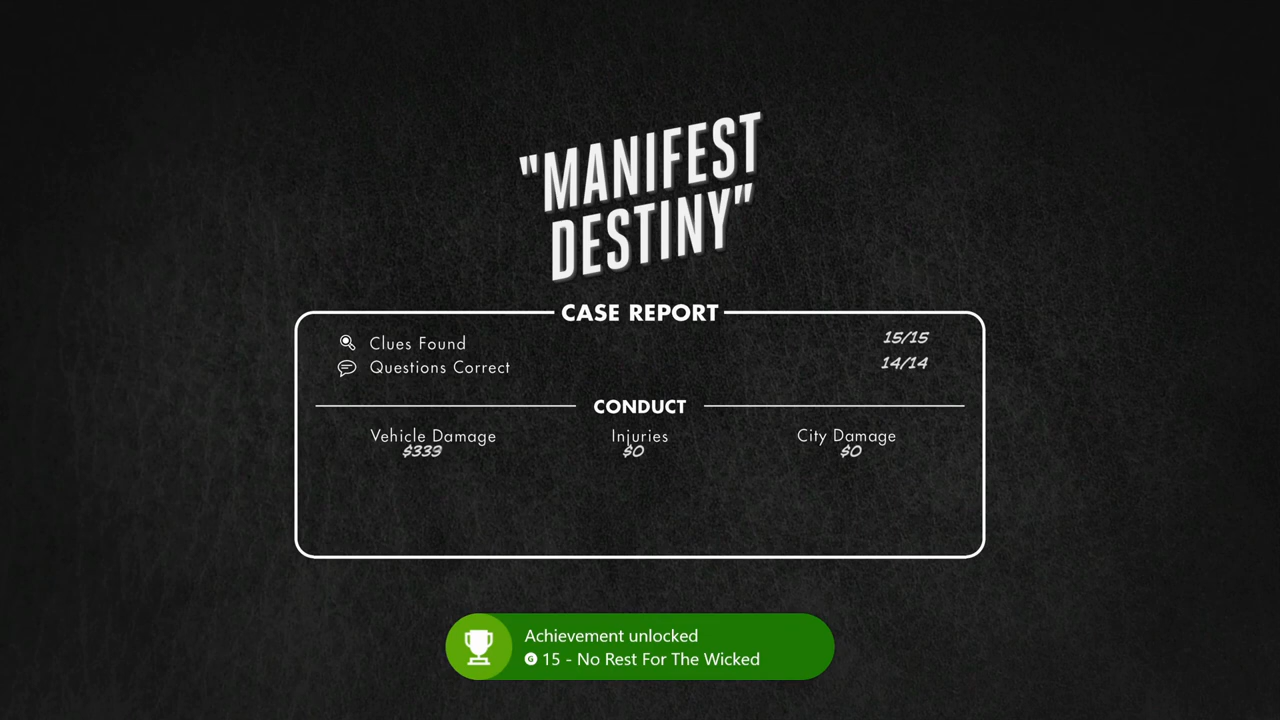 "MANIFEST
DESTINY"
CASE REPORT
Clues Found 15/15
Questions Correct 14/14
CONDUCT
Vehicle Damage Injuries City Damage
$339 $0 $0
Achievement unlocked
G 15 - No Rest For The Wicked